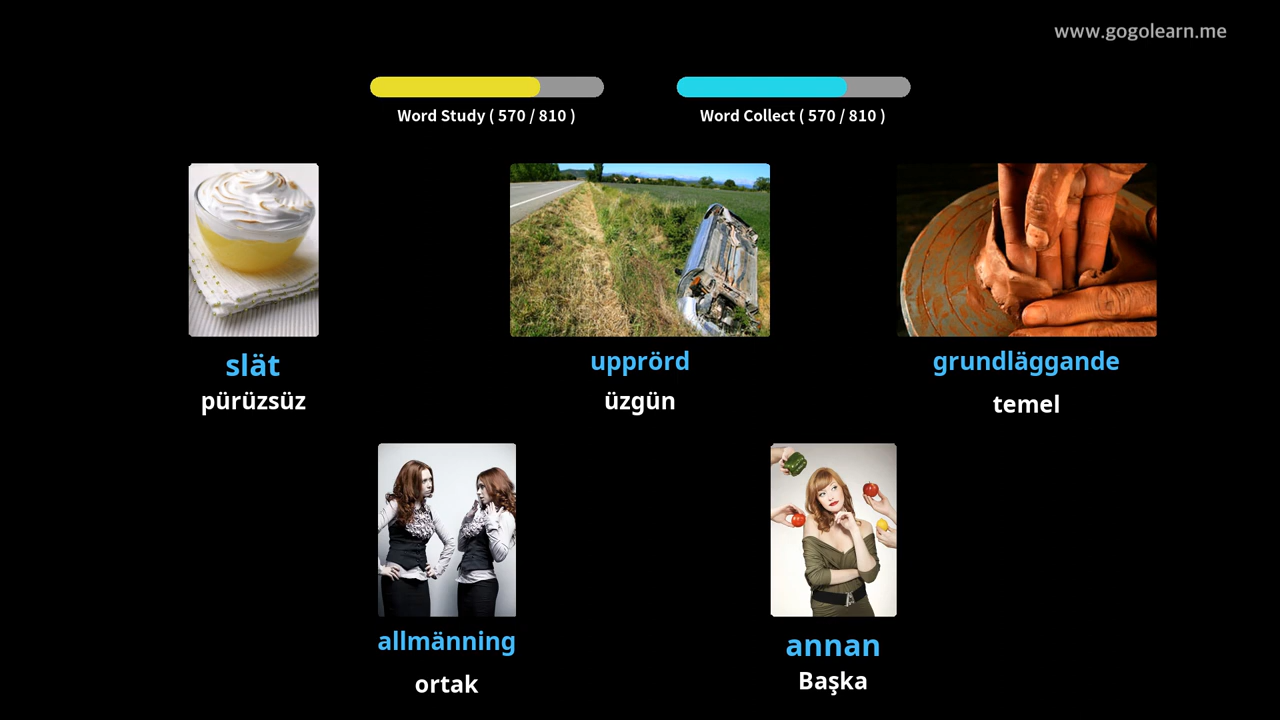 www.gogolearn.me
Word Study ( 570 / 810 )
Word Collect ( 570 / 810 )
slät
pürüzsüz
upprörd
üzgün
grundläggande
temel
allmänning
ortak
annan
Başka